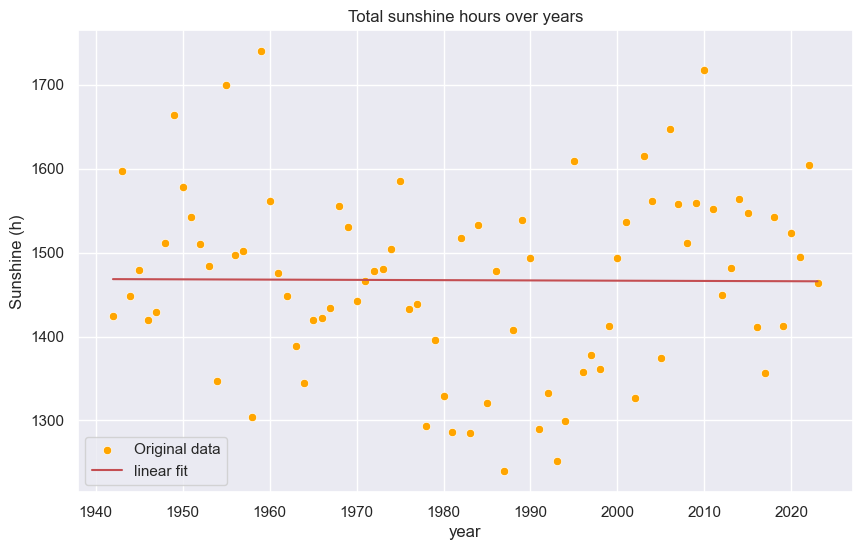 Total sunshine hours over years
Sunshine (h)
1700
1600
1500
1400
1300
Original data
linear fit
1940 1950 1960 1970 1980 1990 2000 2010 2020
year